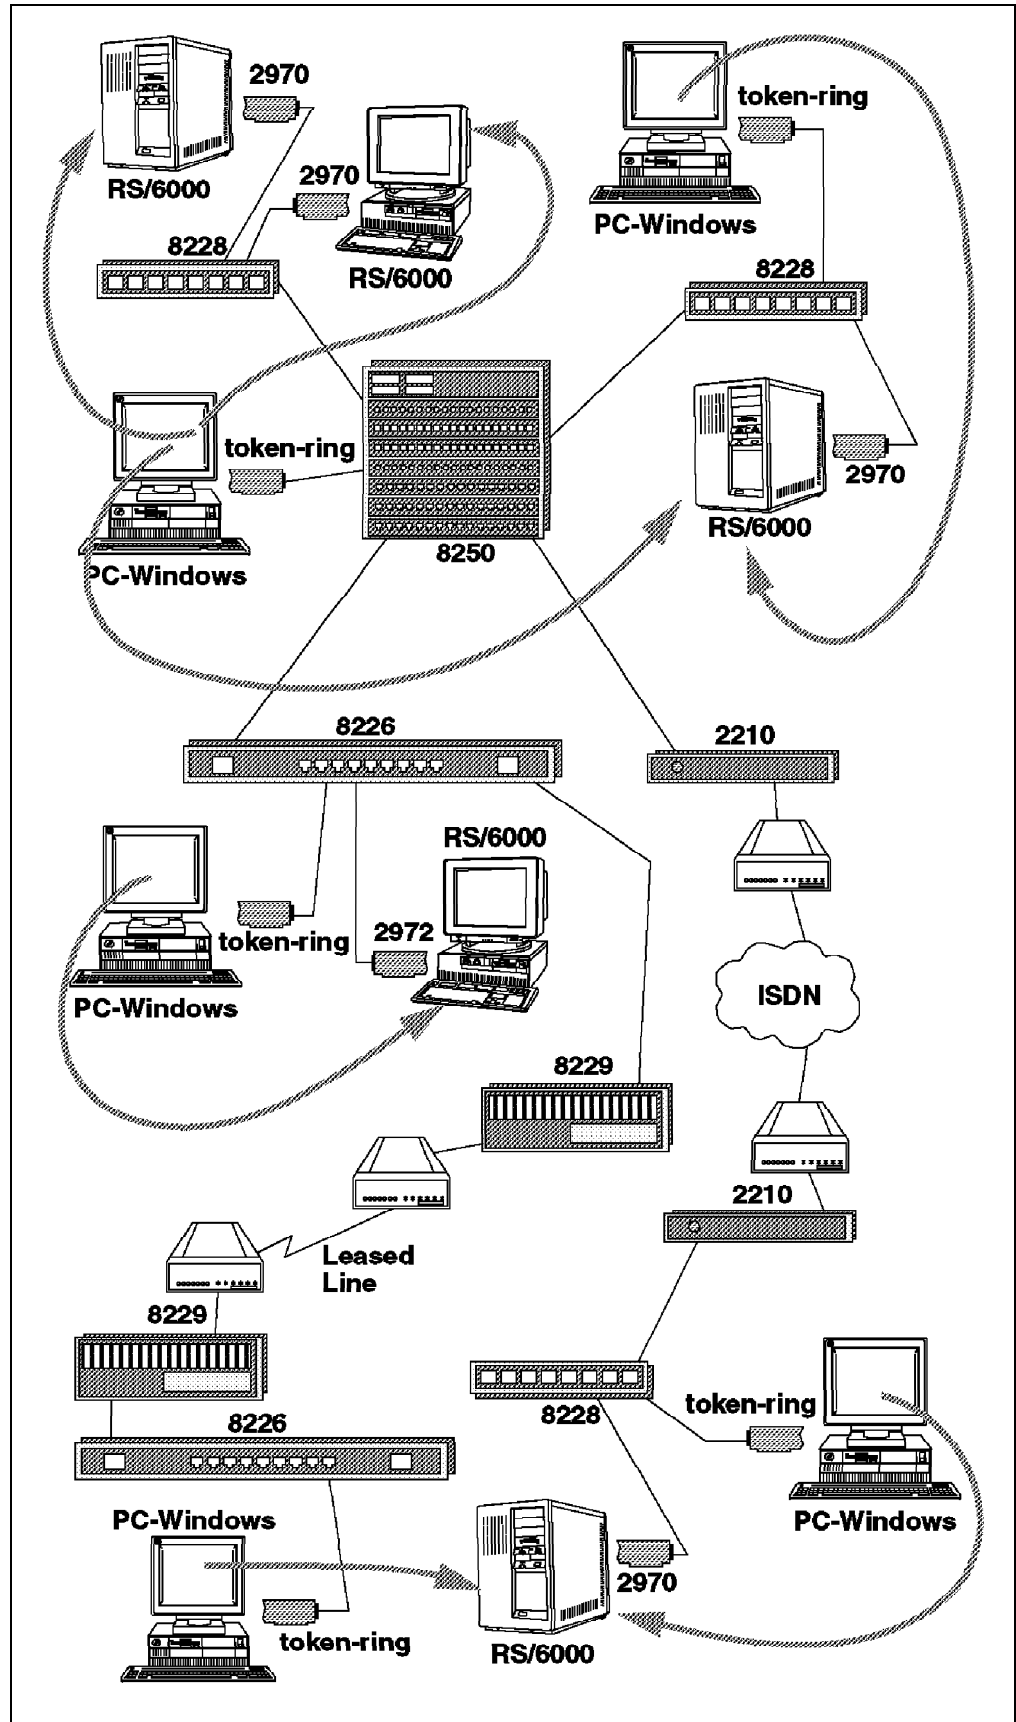 2970
token-ring
RS/6000
2970
8228
RS/6000
PC-Windows
8228
token-ring
2970
8250
RS/6000
PC-Windows
8226
2210
RS/6000
token-ring
2972
ISDN
PC-Windows
8229
2210
Leased
Line
8229
token-ring
8228
8226
PC-Windows
PC-Windows
2970
token-ring
RS/6000